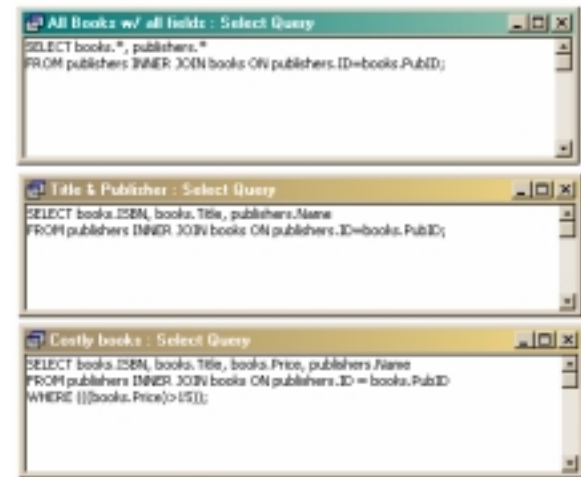 All Books w/ all fields : Select Query
SELECT books.*, publishers.*
FROM publishers INNER JOIN books ON publishers.ID=books.PubID;
Title & Publisher : Select Query
SELECT books.ISBN, books.Title, publishers.Name
FROM publishers INNER JOIN books ON publishers.ID=books.PubID;
Costly books : Select Query
SELECT books.ISBN, books.Title, books.Price, publishers.Name
FROM publishers INNER JOIN books ON publishers.ID = books.PubID
WHERE (((books.Price)>15));